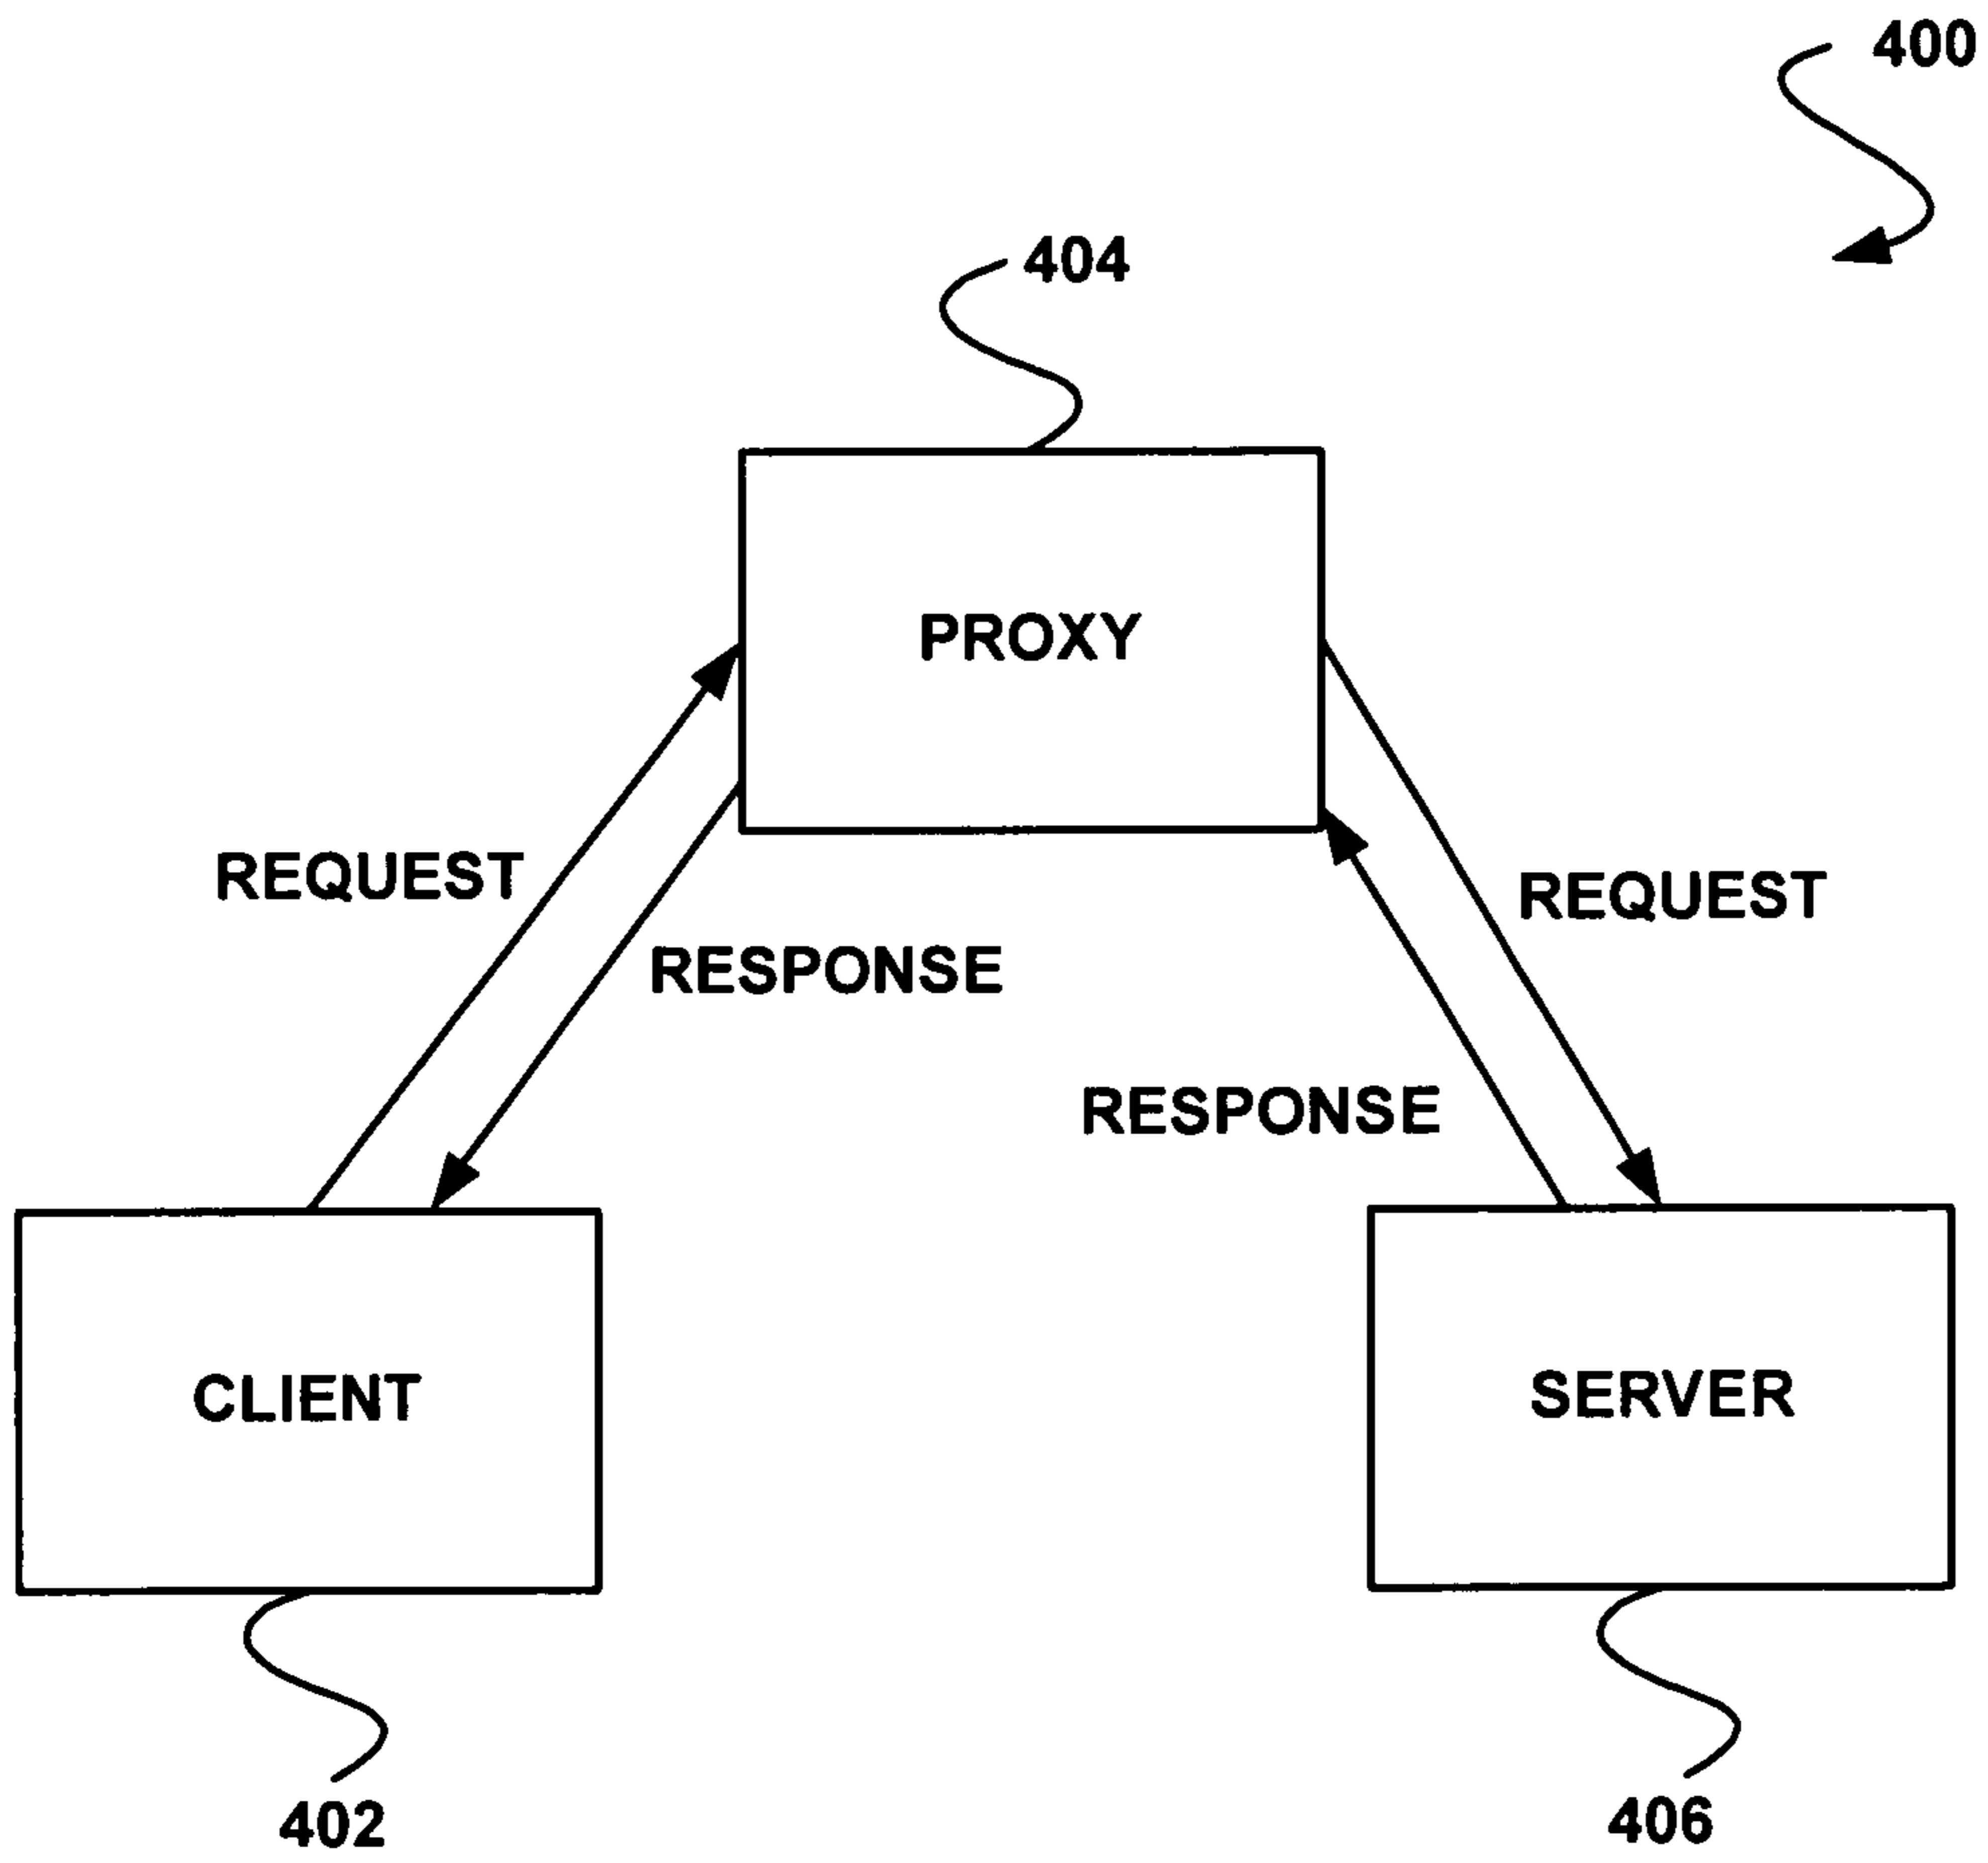 400
404
PROXY
REQUEST
REQUEST
RESPONSE
RESPONSE
CLIENT
SERVER
402
406